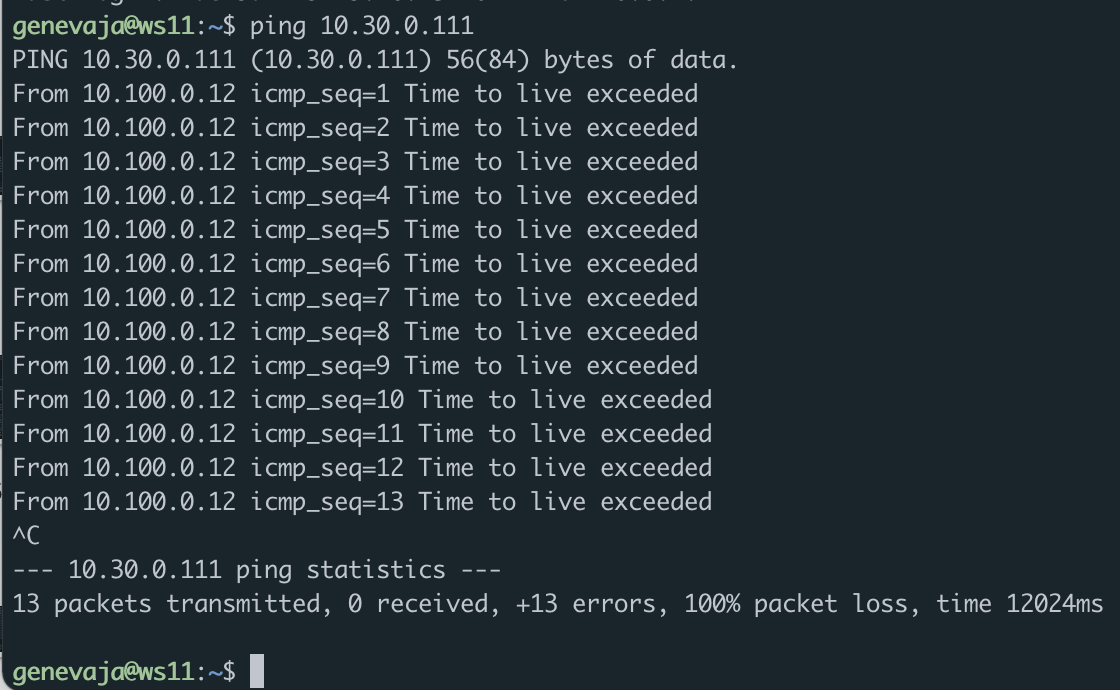 genevaja@ws11:~$ ping 10.30.0.111
PING 10.30.0.111 (10.30.0.111) 56(84) bytes of data.
From 10.100.0.12 icmp_seq=1 Time to live exceeded
From 10.100.0.12 icmp_seq=2 Time to live exceeded
From 10.100.0.12 icmp_seq=3 Time to live exceeded
From 10.100.0.12 icmp_seq=4 Time to live exceeded
From 10.100.0.12 icmp_seq=5 Time to live exceeded
From 10.100.0.12 icmp_seq=6 Time to live exceeded
From 10.100.0.12 icmp_seq=7 Time to live exceeded
From 10.100.0.12 icmp_seq=8 Time to live exceeded
From 10.100.0.12 icmp_seq=9 Time to live exceeded
From 10.100.0.12 icmp_seq=10 Time to live exceeded
From 10.100.0.12 icmp_seq=11 Time to live exceeded
From 10.100.0.12 icmp_seq=12 Time to live exceeded
From 10.100.0.12 icmp_seq=13 Time to live exceeded
^C
--- 10.30.0.111 ping statistics ---
13 packets transmitted, 0 received, +13 errors, 100% packet loss, time 12024ms
genevaja@ws11:~$